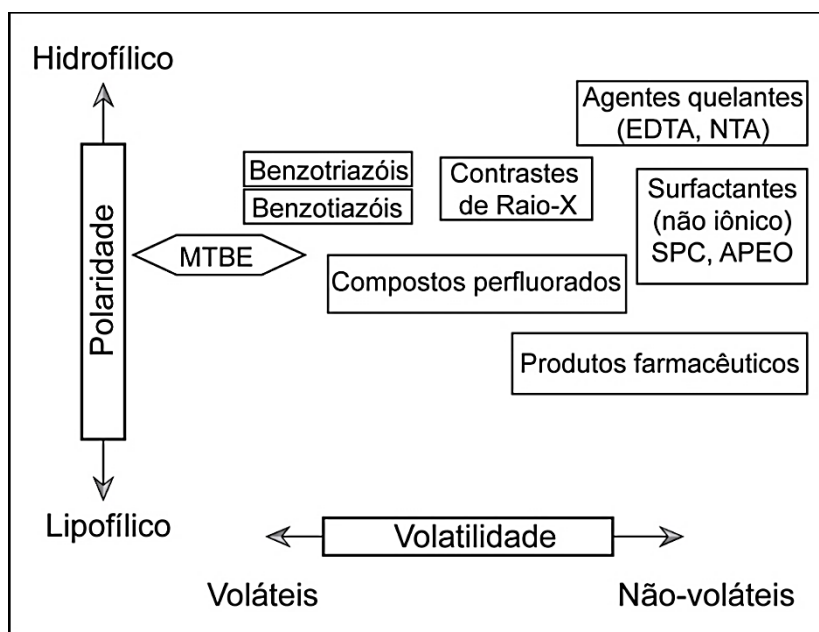 Hidrofílico
Agentes quelantes
(EDTA, NTA)
Benzotriazóis
Benzotiazóis
Contrastes
de Raio-X
Surfactantes
(não iônico)
SPC, APEO
Polaridade
MTBE
Compostos perfluorados
Produtos farmacêuticos
Lipofílico
Volatilidade
Voláteis
Não-voláteis